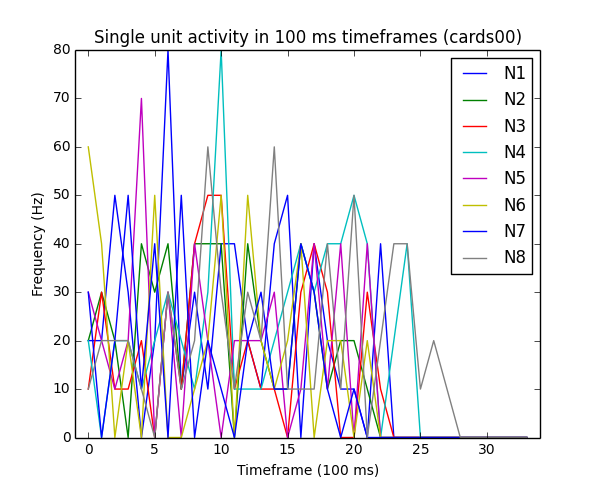 Single unit activity in 100 ms timeframes (cards00)
80
70
60
50
40
30
20
10
0
Frequency (Hz)
N1
N2
N3
N4
N5
N6
N7
N8
0 5 10 15 20 25 30
Timeframe (100 ms)